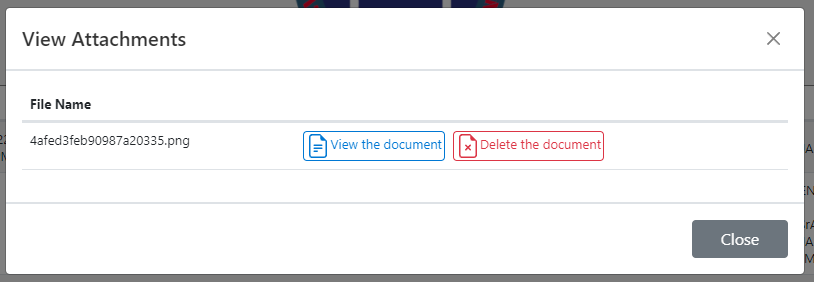 View Attachments
File Name
4afed3feb90987a20335.png View the document Delete the document
Close